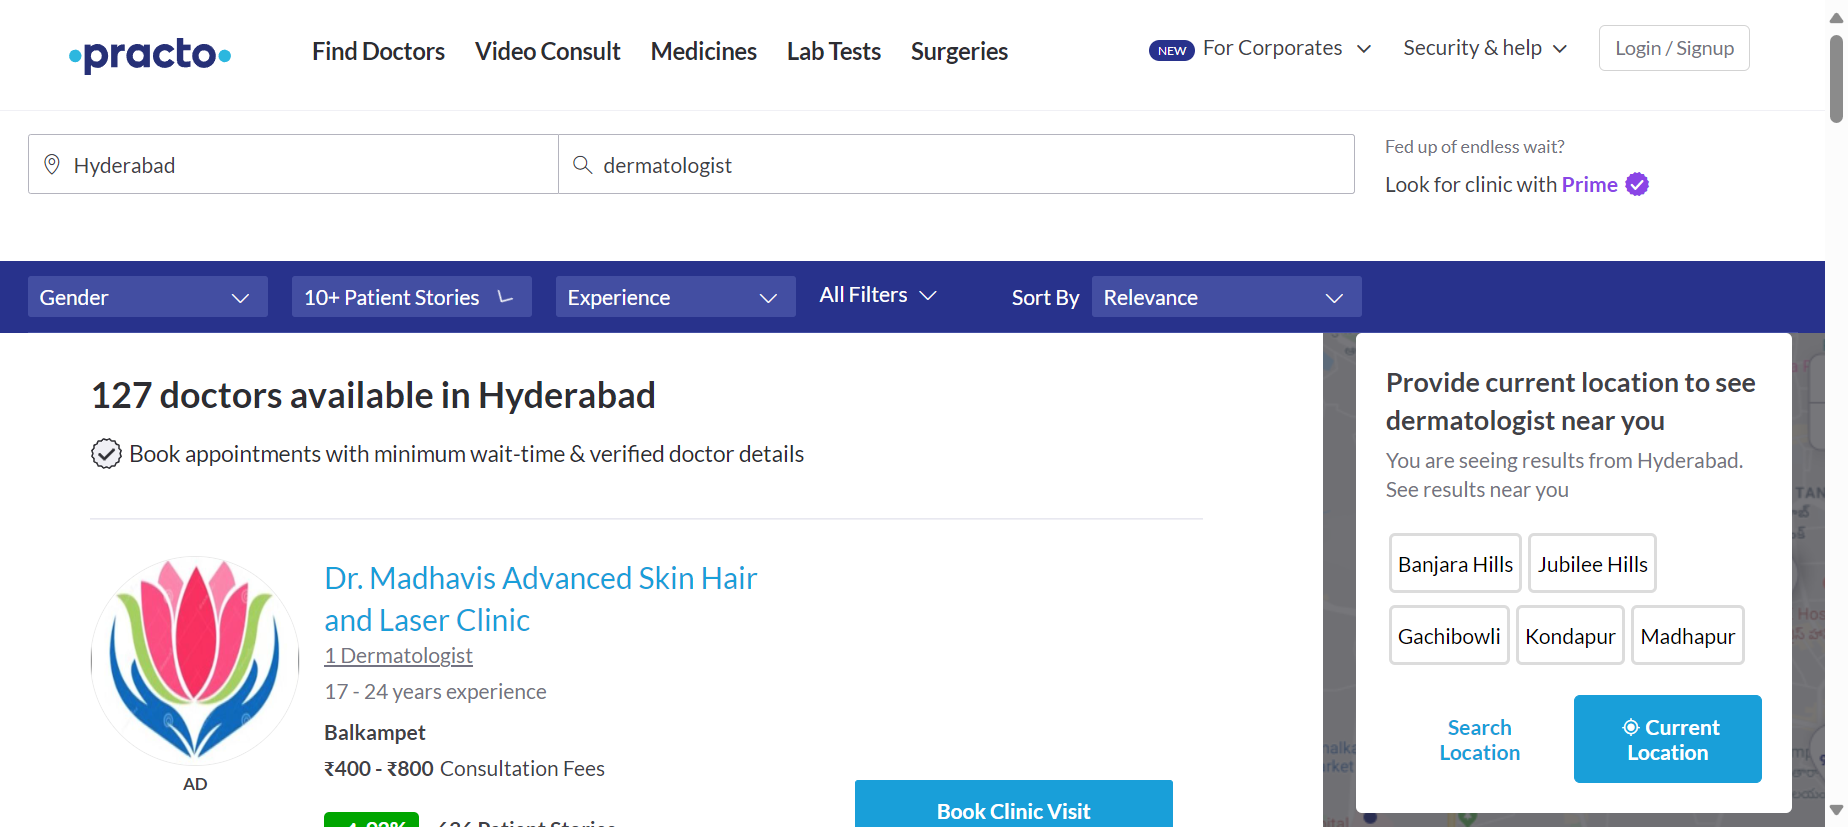 practo
Find Doctors
Video Consult
Medicines
Lab Tests
Surgeries
NEW For Corporates
Security & help
Login / Signup
Hyderabad
dermatologist
Fed up of endless wait?
Look for clinic with Prime
Gender
10+ Patient Stories
Experience
All Filters
Sort By
Relevance
127 doctors available in Hyderabad
Book appointments with minimum wait-time & verified doctor details
Dr. Madhavis Advanced Skin Hair
and Laser Clinic
1 Dermatologist
17 - 24 years experience
Balkampet
₹400 - ₹800 Consultation Fees
AD
Book Clinic Visit
Provide current location to see
dermatologist near you
You are seeing results from Hyderabad.
See results near you
Banjara Hills
Jubilee Hills
Gachibowli
Kondapur
Madhapur
Search
Location
Current
Location